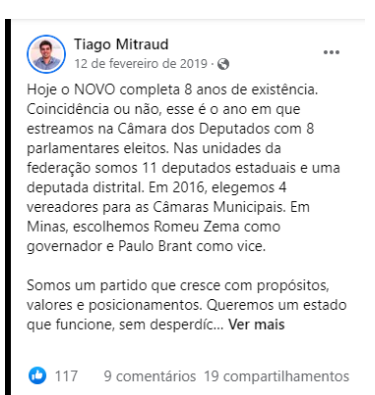 Tiago Mitraud
12 de fevereiro de 2019 ·
Hoje o NOVO completa 8 anos de existência.
Coincidência ou não, esse é o ano em que
estreamos na Câmara dos Deputados com 8
parlamentares eleitos. Nas unidades da
federação somos 11 deputados estaduais e uma
deputada distrital. Em 2016, elegemos 4
vereadores para as Câmaras Municipais. Em
Minas, escolhemos Romeu Zema como
governador e Paulo Brant como vice.
Somos um partido que cresce com propósitos,
valores e posicionamentos. Queremos um estado
que funcione, sem desperdíc... Ver mais
117 9 comentários 19 compartilhamentos